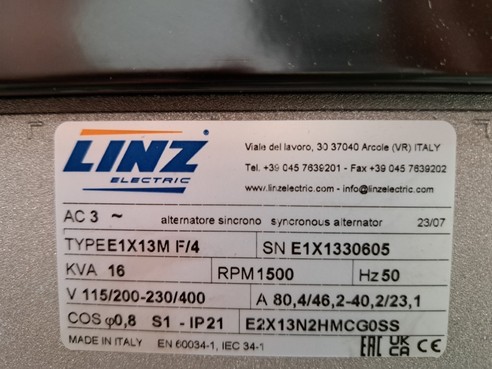 LINZ
ELECTRIC
Viale del lavoro, 30 37040 Arcole (VR) ITALY
Tel. +39 045 7639201 - Fax +39 045 7639202
www.linzelectric.com - info@linzelectric.com
AC 3 ~ alternatore sincrono syncronous alternator 23/07
TYPE E1X13M F/4 SN E1X1330605
KVA 16 RPM 1500 Hz 50
V 115/200-230/400 A 80,4/46,2-40,2/23,1
COS φ0,8 S1 - IP21 E2X13N2HMCG0SS
MADE IN ITALY EN 60034-1, IEC 34-1 EAC UK CA CE